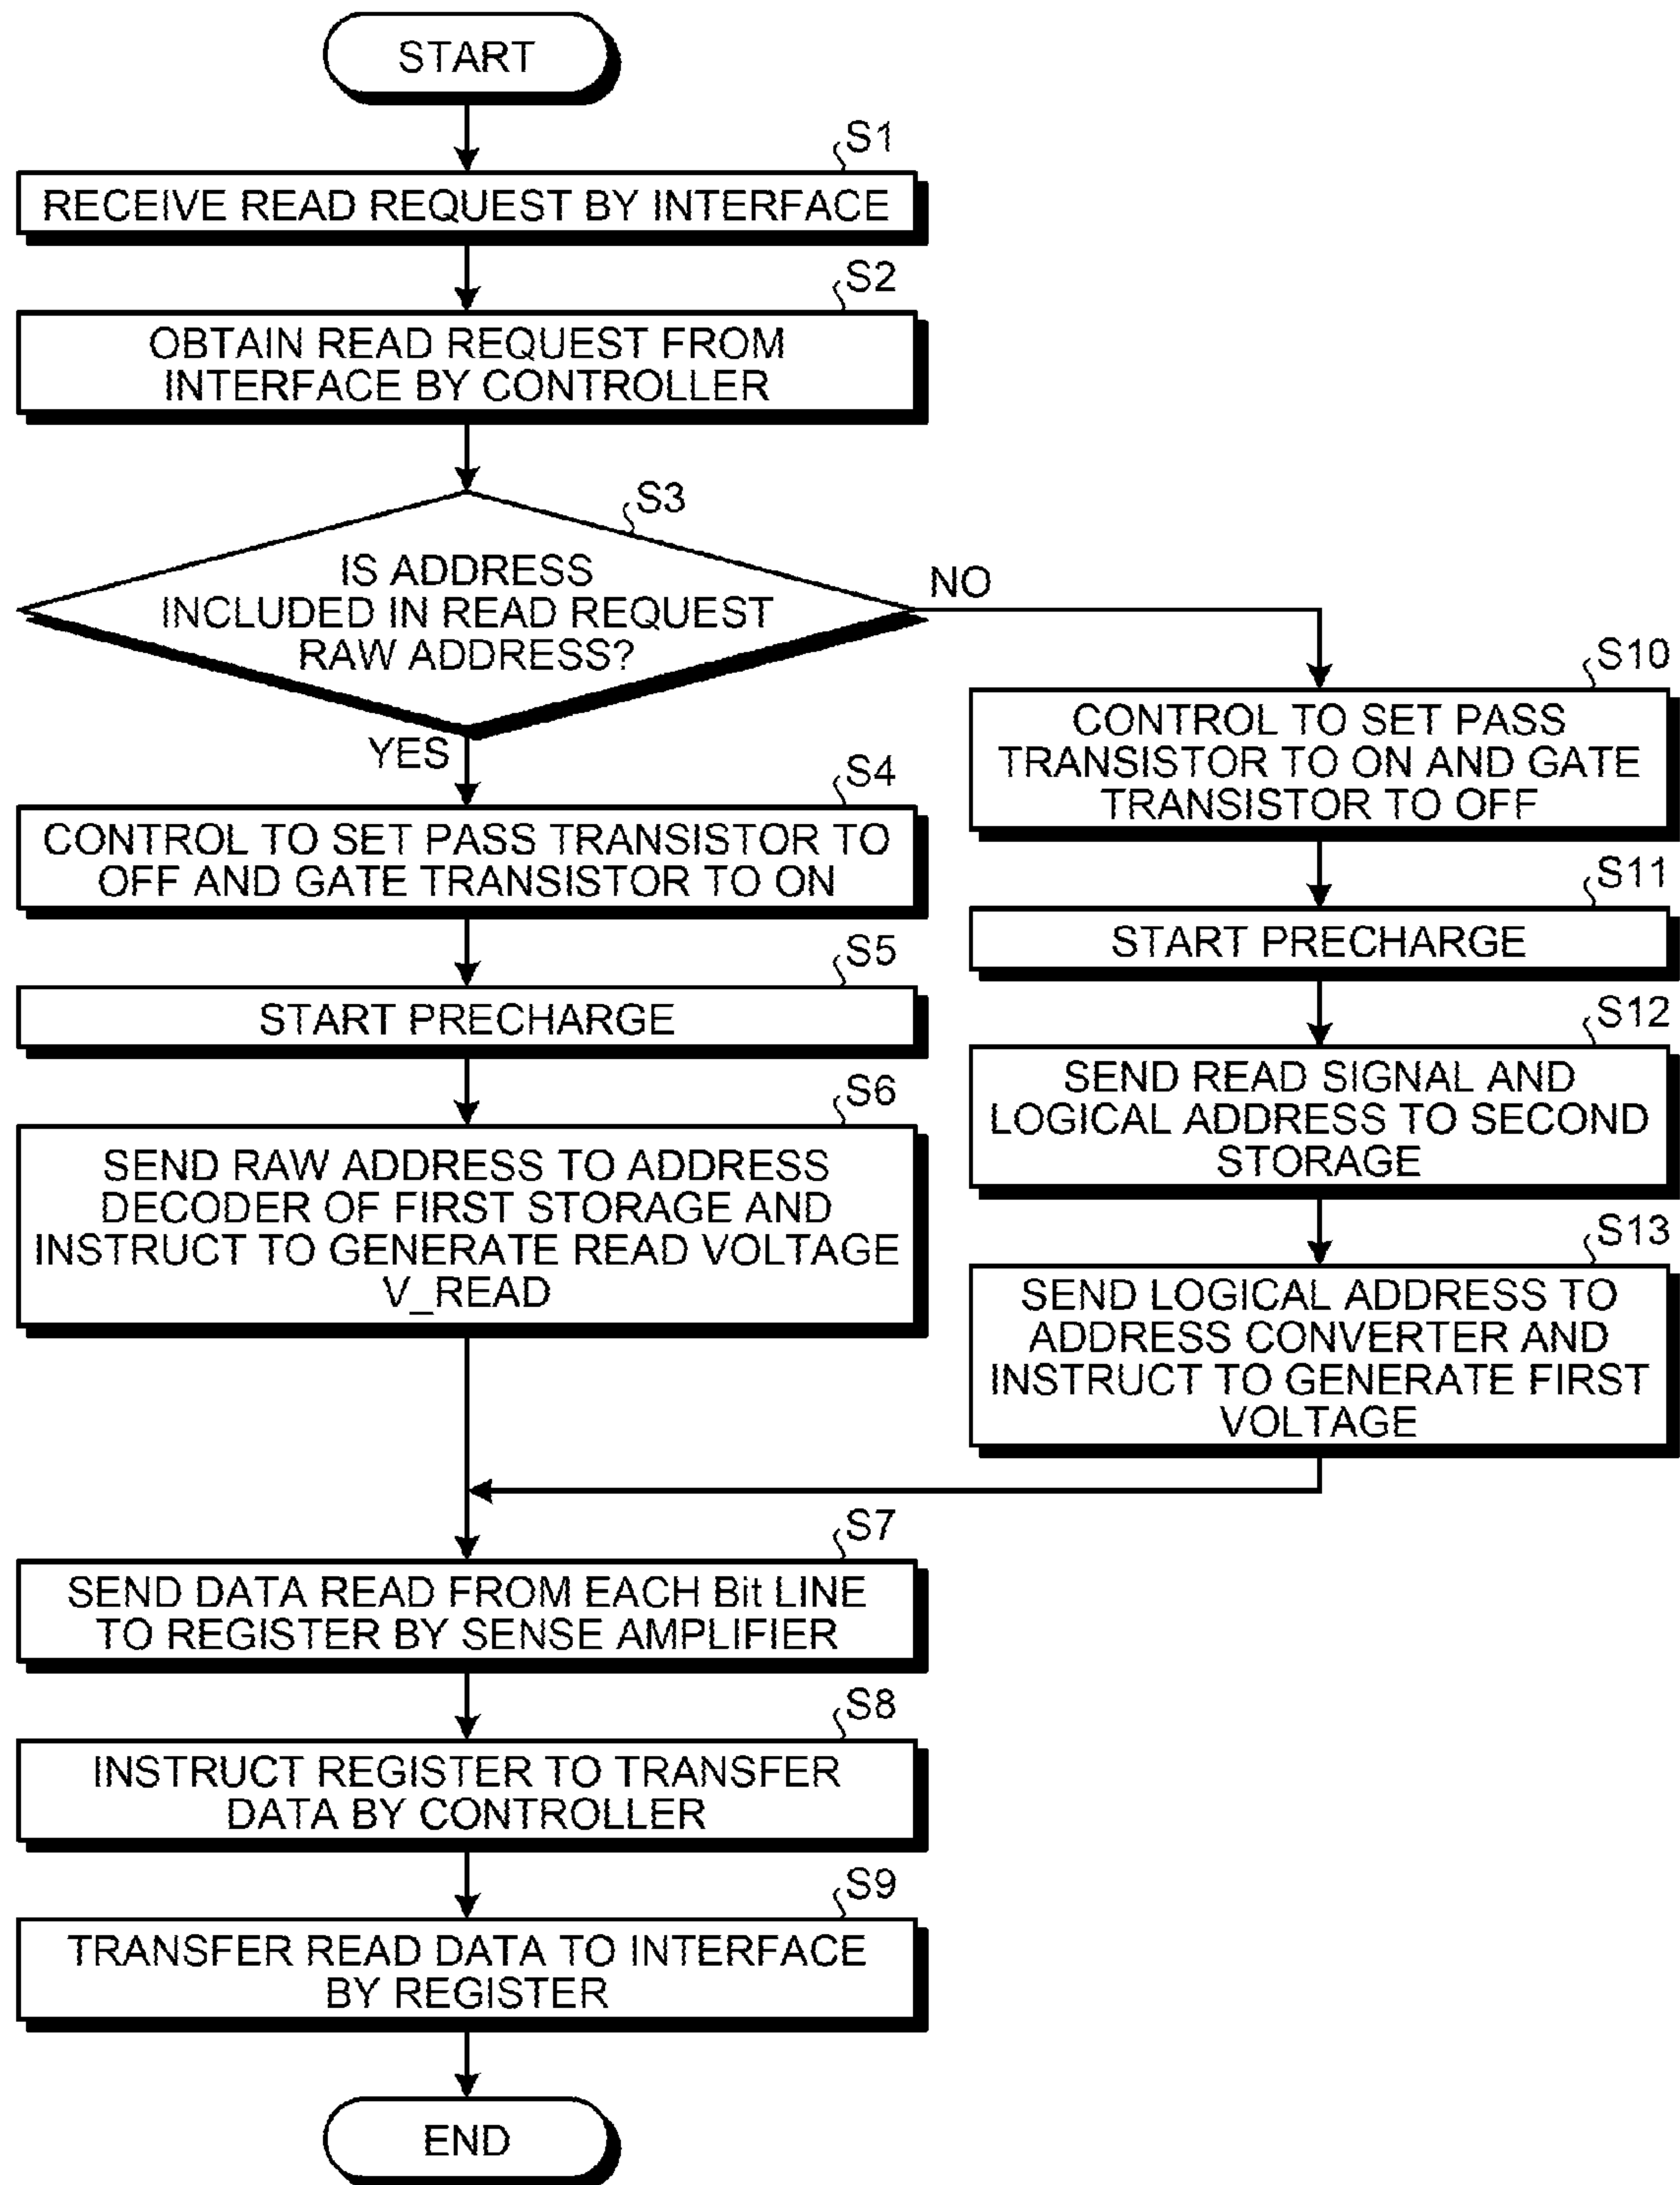 START
S1
RECEIVE READ REQUEST BY INTERFACE
S2
OBTAIN READ REQUEST FROM
INTERFACE BY CONTROLLER
S3
IS ADDRESS
INCLUDED IN READ REQUEST
RAW ADDRESS?
NO
YES
S4
CONTROL TO SET PASS TRANSISTOR TO
OFF AND GATE TRANSISTOR TO ON
S5
START PRECHARGE
S6
SEND RAW ADDRESS TO ADDRESS
DECODER OF FIRST STORAGE AND
INSTRUCT TO GENERATE READ VOLTAGE
V_READ
S10
CONTROL TO SET PASS
TRANSISTOR TO ON AND GATE
TRANSISTOR TO OFF
S11
START PRECHARGE
S12
SEND READ SIGNAL AND
LOGICAL ADDRESS TO SECOND
STORAGE
S13
SEND LOGICAL ADDRESS TO
ADDRESS CONVERTER AND
INSTRUCT TO GENERATE FIRST
VOLTAGE
S7
SEND DATA READ FROM EACH Bit LINE
TO REGISTER BY SENSE AMPLIFIER
S8
INSTRUCT REGISTER TO TRANSFER
DATA BY CONTROLLER
S9
TRANSFER READ DATA TO INTERFACE
BY REGISTER
END